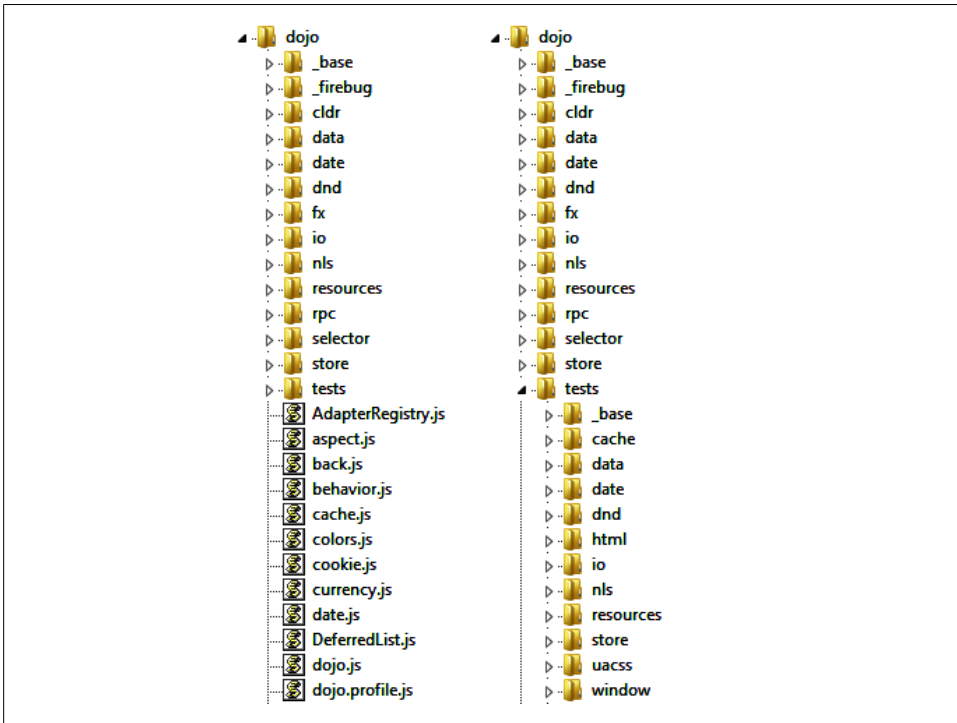 dojo
_base
_firebug
cldr
data
date
dnd
fx
io
nls
resources
rpc
selector
store
tests
AdapterRegistry.js
aspect.js
back.js
behavior.js
cache.js
colors.js
cookie.js
currency.js
date.js
DeferredList.js
dojo.js
dojo.profile.js
dojo
_base
_firebug
cldr
data
date
dnd
fx
io
nls
resources
rpc
selector
store
tests
_base
cache
data
date
dnd
html
io
nls
resources
store
uacss
window